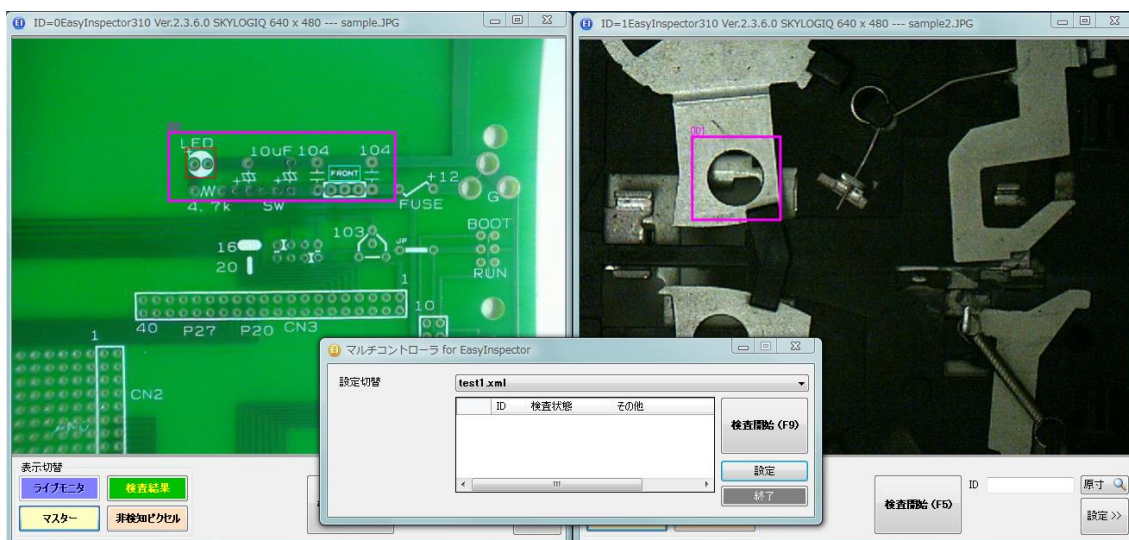 ID=0EasyInspector310 Ver.2.3.6.0 SKYLOGIQ 640 x 480 --- sample.JPG
LED
10uF 104 104
FRONT
4.7k SW
+12
FUSE
G
BOOT
103
JP
16
20
RUN
1
10
40 P27 P20 CN3
1
CN2
表示切替
ライブモニタ
検査結果
マスター
非検知ピクセル
ID=1EasyInspector310 Ver.2.3.6.0 SKYLOGIQ 640 x 480 --- sample2.JPG
検査開始(F5)
ID
原寸
設定 >>
マルチコントローラ for EasyInspector
設定切替
test1.xml
ID 検査状態 その他
検査開始(F9)
設定
終了